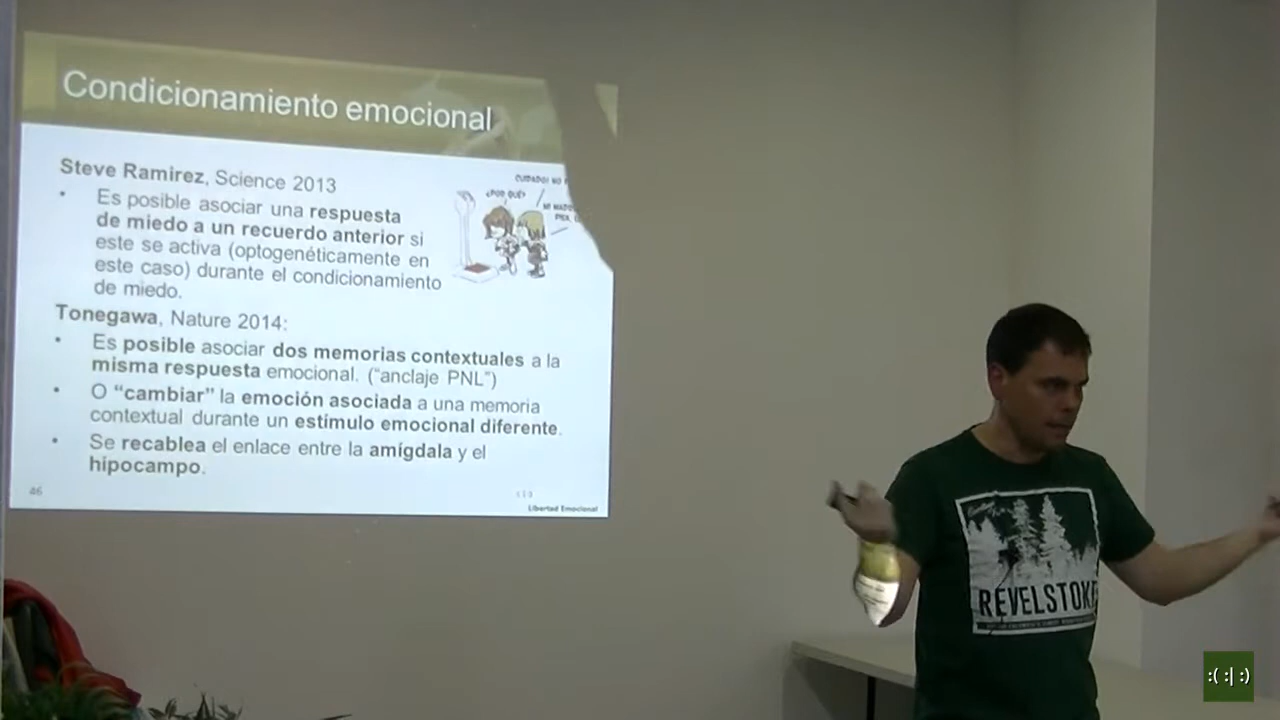 Condicionamiento emocional
Steve Ramirez, Science 2013
• Es posible asociar una respuesta
de miedo a un recuerdo anterior si
este se activa (optogenéticamente en
este caso) durante el condicionamiento
de miedo.
¿POR QUÉ?
Tonegawa, Nature 2014:
• Es posible asociar dos memorias contextuales a la
misma respuesta emocional. (“anclaje PNL”)
• O “cambiar” la emoción asociada a una memoria
contextual durante un estímulo emocional diferente.
• Se recablea el enlace entre la amígdala y el
hipocampo.
46
Libertad Emocional
REVELSTOKE
:( :| :)